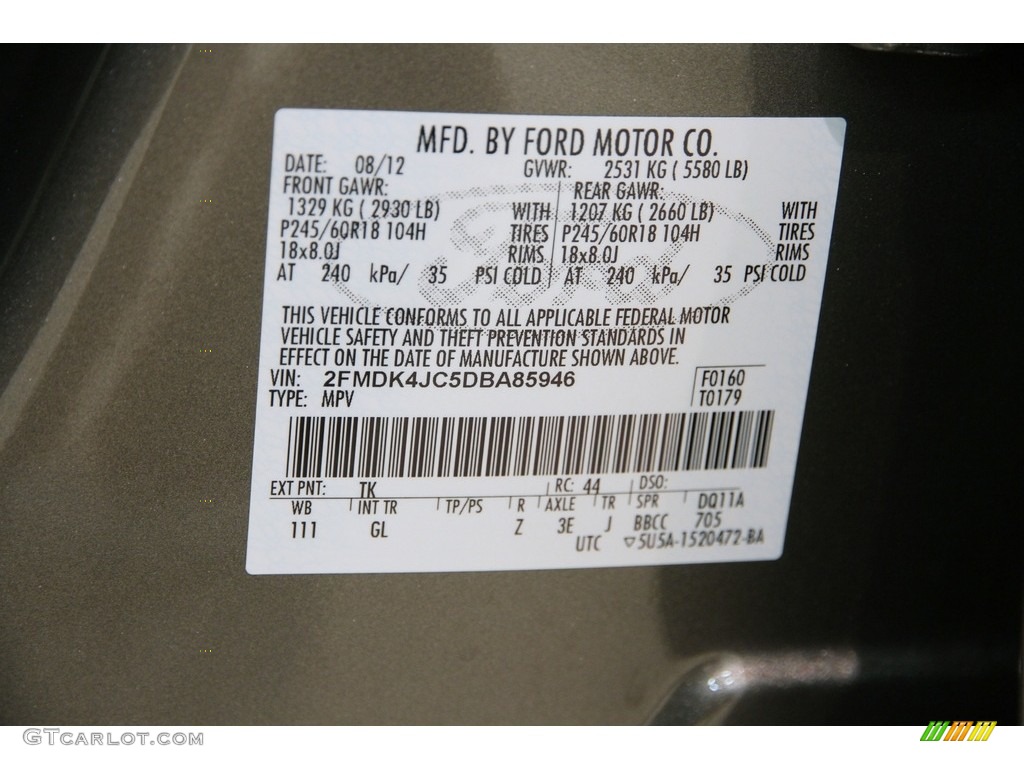 MFD. BY FORD MOTOR CO.
DATE: 08/12 GVWR: 2531 KG ( 5580 LB)
FRONT GAWR: REAR GAWR:
1329 KG ( 2930 LB) WITH 1207 KG ( 2660 LB) WITH
P245/60R18 104H TIRES P245/60R18 104H TIRES
18x8.0J RIMS 18x8.0J RIMS
AT 240 kPa/ 35 PSI COLD AT 240 kPa/ 35 PSI COLD
Ford
THIS VEHICLE CONFORMS TO ALL APPLICABLE FEDERAL MOTOR
VEHICLE SAFETY AND THEFT PREVENTION STANDARDS IN
EFFECT ON THE DATE OF MANUFACTURE SHOWN ABOVE.
VIN: 2FMDK4JC5DBA85946 F0160
TYPE: MPV T0179
EXT PNT: TK RC: 44 DSO:
WB INT TR TP/PS R AXLE TR SPR DQ11A
111 GL Z 3E J BBCC 705
UTC ▽5U5A-1520472-BA
GTCARLOT.COM